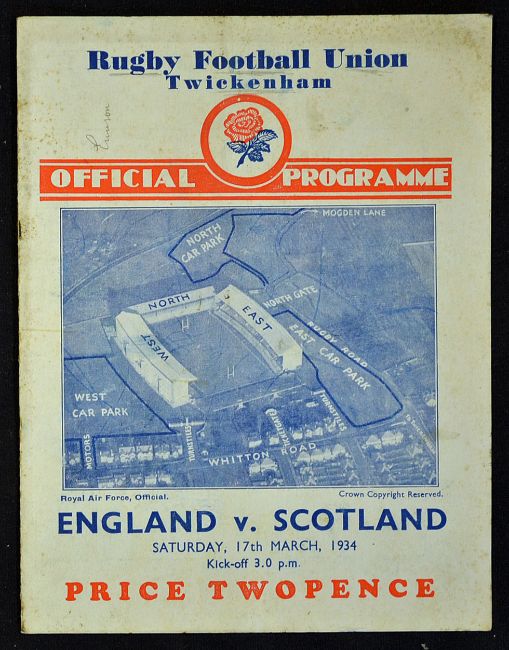 Rugby Football Union
Twickenham
OFFICIAL PROGRAMME
MOGDEN LANE
NORTH CAR PARK
NORTH GATE
NORTH
EAST
WEST
RUGBY ROAD
EAST CAR PARK
WEST CAR PARK
TURNSTILES
TURNSTILES
MOTORS
WHITTON ROAD
Royal Air Force, Official.
Crown Copyright Reserved.
ENGLAND v. SCOTLAND
SATURDAY, 17th MARCH, 1934
Kick-off 3.0 p.m.
PRICE TWOPENCE